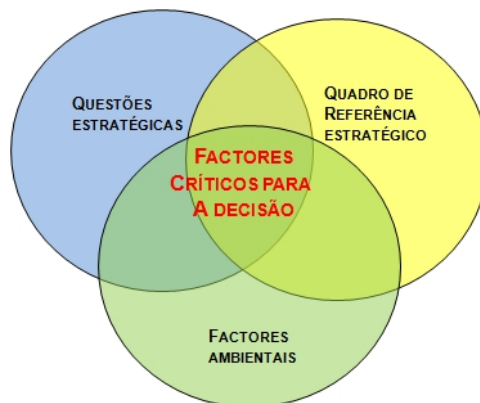 QUESTÕES
ESTRATÉGICAS
QUADRO DE
REFERÊNCIA
ESTRATÉGICO
FACTORES
CRÍTICOS PARA
A DECISÃO
FACTORES
AMBIENTAIS